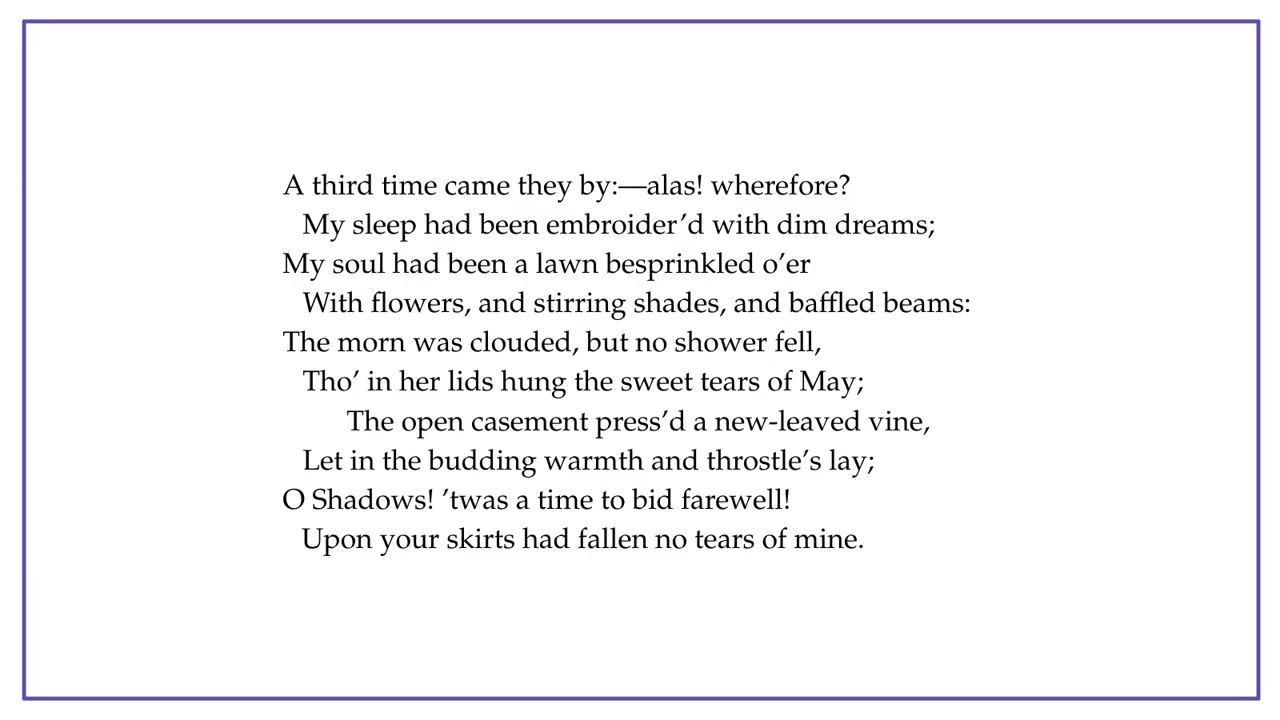 A third time came they by:—alas! wherefore?
My sleep had been embroider’d with dim dreams;
My soul had been a lawn besprinkled o’er
With flowers, and stirring shades, and baffled beams:
The morn was clouded, but no shower fell,
Tho’ in her lids hung the sweet tears of May;
The open casement press’d a new-leaved vine,
Let in the budding warmth and throstle’s lay;
O Shadows! ’twas a time to bid farewell!
Upon your skirts had fallen no tears of mine.